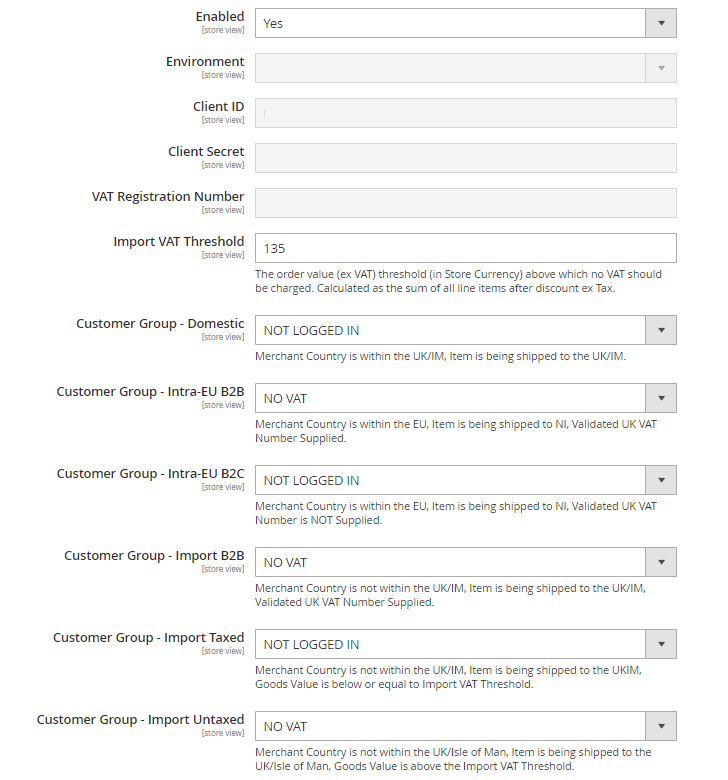 Enabled
[store view]
Yes
Environment
[store view]
Client ID
[store view]
Client Secret
[store view]
VAT Registration Number
[store view]
Import VAT Threshold
[store view]
135
The order value (ex VAT) threshold (in Store Currency) above which no VAT should
be charged. Calculated as the sum of all line items after discount ex Tax.
Customer Group - Domestic
[store view]
NOT LOGGED IN
Merchant Country is within the UK/IM, Item is being shipped to the UK/IM.
Customer Group - Intra-EU B2B
[store view]
NO VAT
Merchant Country is within the EU, Item is being shipped to NI, Validated UK VAT
Number Supplied.
Customer Group - Intra-EU B2C
[store view]
NOT LOGGED IN
Merchant Country is within the EU, Item is being shipped to NI, Validated UK VAT
Number is NOT Supplied.
Customer Group - Import B2B
[store view]
NO VAT
Merchant Country is not within the UK/IM, Item is being shipped to the UK/IM,
Validated UK VAT Number Supplied.
Customer Group - Import Taxed
[store view]
NOT LOGGED IN
Merchant Country is not within the UK/IM, Item is being shipped to the UKIM,
Goods Value is below or equal to Import VAT Threshold.
Customer Group - Import Untaxed
[store view]
NO VAT
Merchant Country is not within the UK/Isle of Man, Item is being shipped to the
UK/Isle of Man, Goods Value is above the Import VAT Threshold.